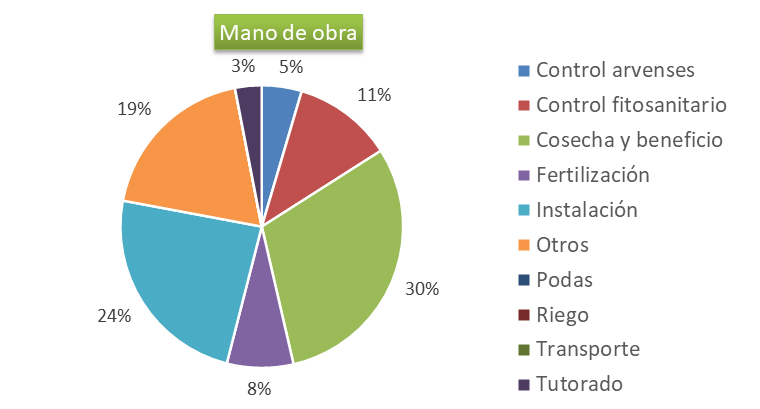 Mano de obra
3%
5%
11%
19%
30%
24%
8%
Control arvenses
Control fitosanitario
Cosecha y beneficio
Fertilización
Instalación
Otros
Podas
Riego
Transporte
Tutorado